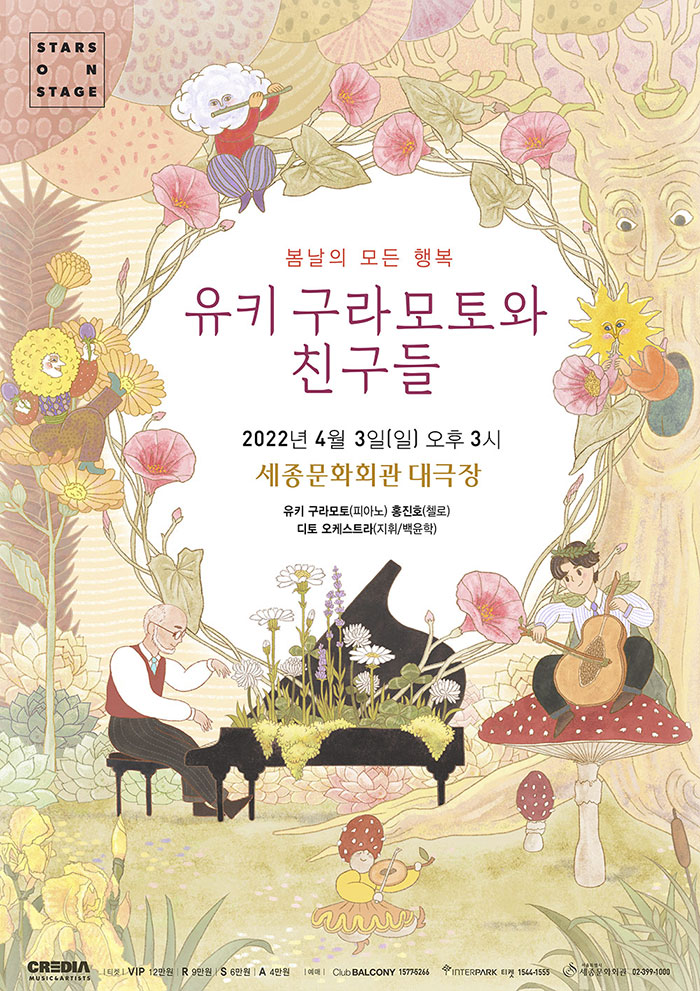 STARS
ON
STAGE
봄날의 모든 행복
유키 구라모토와
친구들
2022년 4월 3일(일) 오후 3시
세종문화회관 대극장
유키 구라모토(피아노) 홍진호(첼로)
디토 오케스트라(지휘/백윤학)
CREDIA
MUSIC&ARTISTS
|티켓| VIP 12만원 | R 9만원 | S 6만원 | A 4만원 |예매| Club BALCONY 1577-5266 INTERPARK 티켓 1544-1555 세종문화회관 02-399-1000